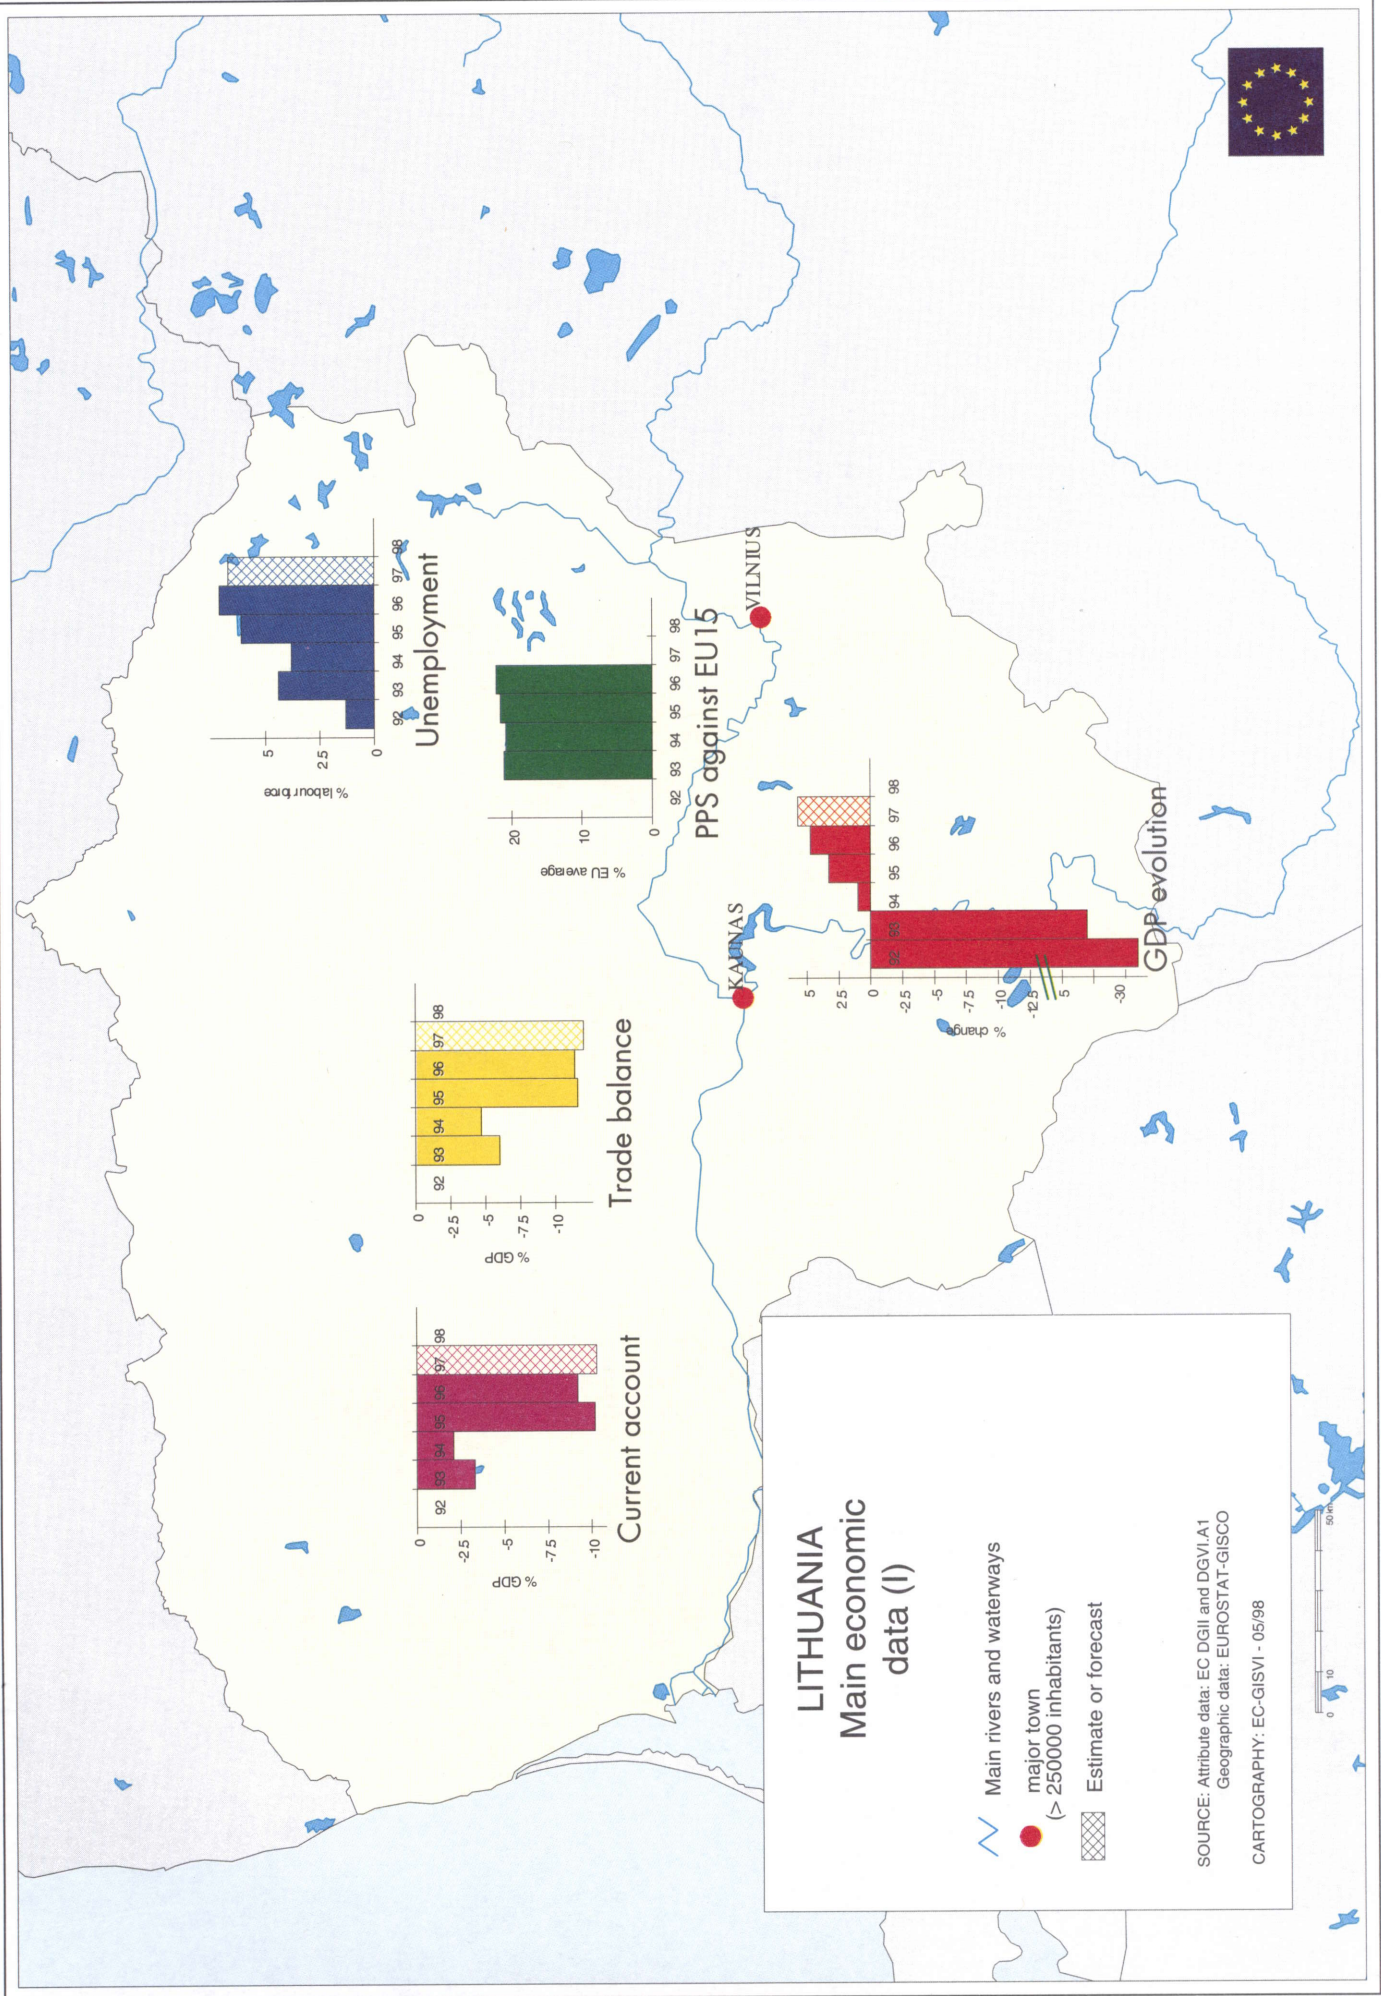 % labour force
5
2.5
0
92 93 94 95 96 97 98
Unemployment
% EU average
20
10
0
92 93 94 95 96 97 98
PPS against EU15
VILNIUS
KAUNAS
% GDP
0
-2.5
-5
-7.5
-10
92 93 94 95 96 97 98
Trade balance
% GDP
0
-2.5
-5
-7.5
-10
92 93 94 95 96 97 98
Current account
% change
5
2.5
0
-2.5
-5
-7.5
-10
-12.5
5
-30
92 93 94 95 96 97 98
GDP evolution
LITHUANIA
Main economic
data (I)
Main rivers and waterways
major town
(> 250000 inhabitants)
Estimate or forecast
SOURCE: Attribute data: EC DGII and DGVI.A1
Geographic data: EUROSTAT-GISCO
CARTOGRAPHY: EC-GISVI - 05/98
0 10 50 km